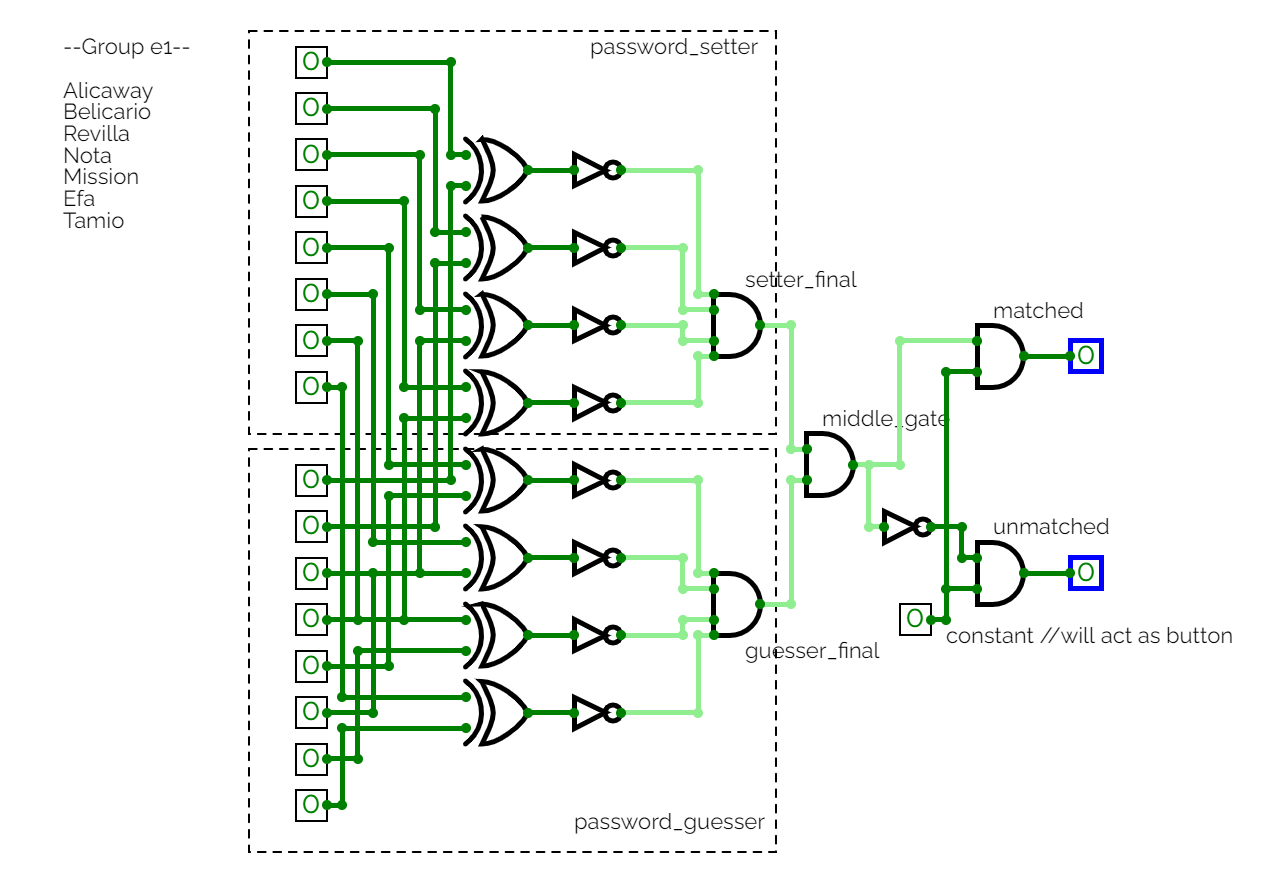 --Group e1--
Alicaway
Belicario
Revilla
Nota
Mission
Efa
Tamio
password_setter
0
0
0
0
0
0
0
0
setter_final
matched
0
middle_gate
0
0
0
0
0
0
0
0
unmatched
0
0
constant //will act as button
guesser_final
password_guesser